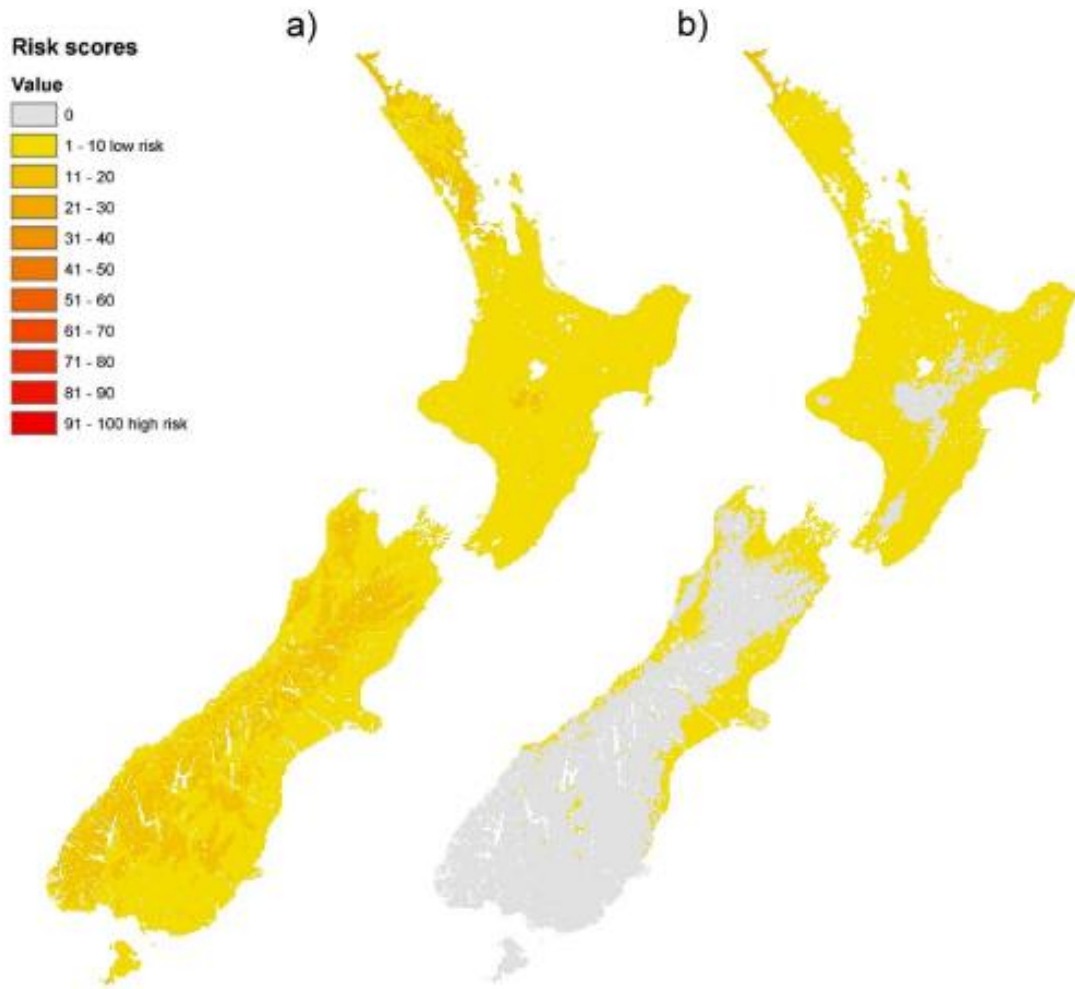 a)
b)
Risk scores
Value
0
1 - 10 low risk
11 - 20
21 - 30
31 - 40
41 - 50
51 - 60
61 - 70
71 - 80
81 - 90
91 - 100 high risk